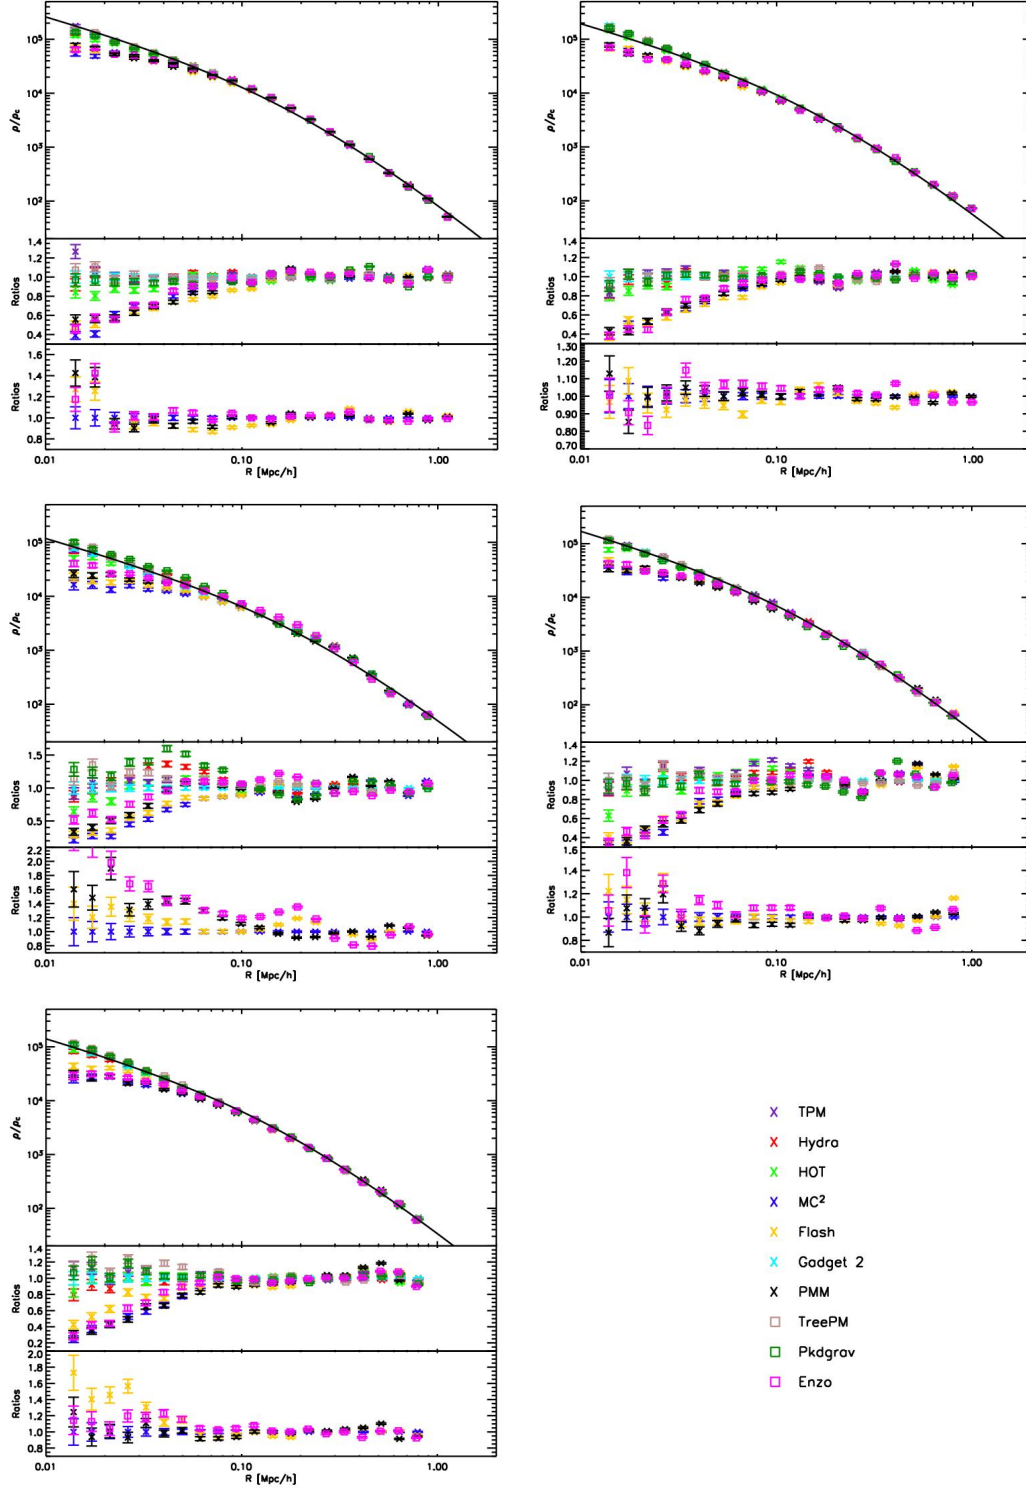 10⁵
10⁴
ρ/ρc
10³
10²
1.4
1.2
1.0
Ratios
0.8
0.6
0.4
1.6
1.4
1.2
Ratios
1.0
0.8
0.01 0.10 1.00
R [Mpc/h]
10⁵
10⁴
ρ/ρc
10³
10²
1.4
1.2
1.0
Ratios
0.8
0.6
0.4
1.30
1.20
1.10
Ratios
1.00
0.90
0.80
0.70
0.01 0.10 1.00
R [Mpc/h]
10⁵
10⁴
ρ/ρc
10³
10²
1.5
Ratios
1.0
0.5
2.2
2.0
1.8
1.6
Ratios
1.4
1.2
1.0
0.8
0.01 0.10 1.00
R [Mpc/h]
10⁵
10⁴
ρ/ρc
10³
10²
1.4
1.2
1.0
Ratios
0.8
0.6
0.4
1.6
1.4
Ratios
1.2
1.0
0.8
0.01 0.10 1.00
R [Mpc/h]
10⁵
10⁴
ρ/ρc
10³
10²
1.4
1.2
1.0
Ratios
0.8
0.6
0.4
0.2
2.0
1.8
1.6
Ratios
1.4
1.2
1.0
0.8
0.01 0.10 1.00
R [Mpc/h]
TPM
Hydra
HOT
MC²
Flash
Gadget 2
PMM
TreePM
Pkdgrav
Enzo